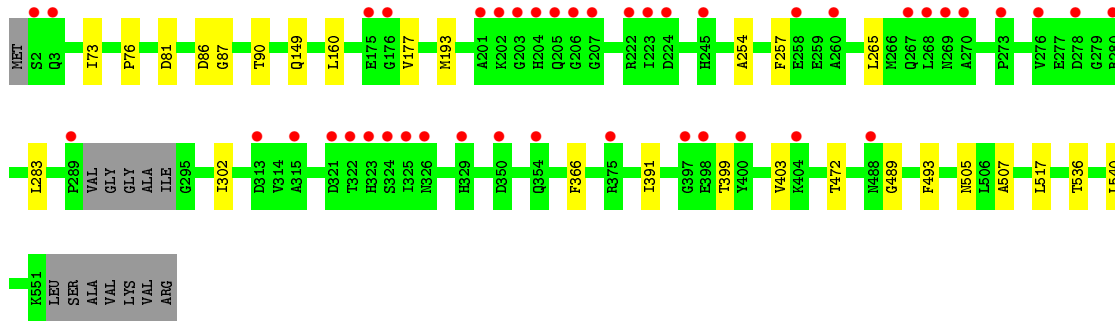 MET S2 Q3 I73 P76 D81 D86 G87 T90 Q149 L160 E175 G176 V177 M193 A201 K202 G203 H204 Q205 G206 G207 R222 I223 D224 H245 A254 F257 E258 E259 A260 L265 M266 Q267 L268 N269 A270 P273 V276 E277 D278 G279
L283 P289 VAL GLY GLY ALA ILE G295 I302 D313 V314 A315 D321 T322 H323 S324 I325 N326 H329 D350 Q354 F366 R375 I391 G397 E398 T399 Y400 V403 K404 T472 N488 G489 F493 N505 L506 A507 L517 T536
K551 LEU SER ALA VAL LYS VAL ARG